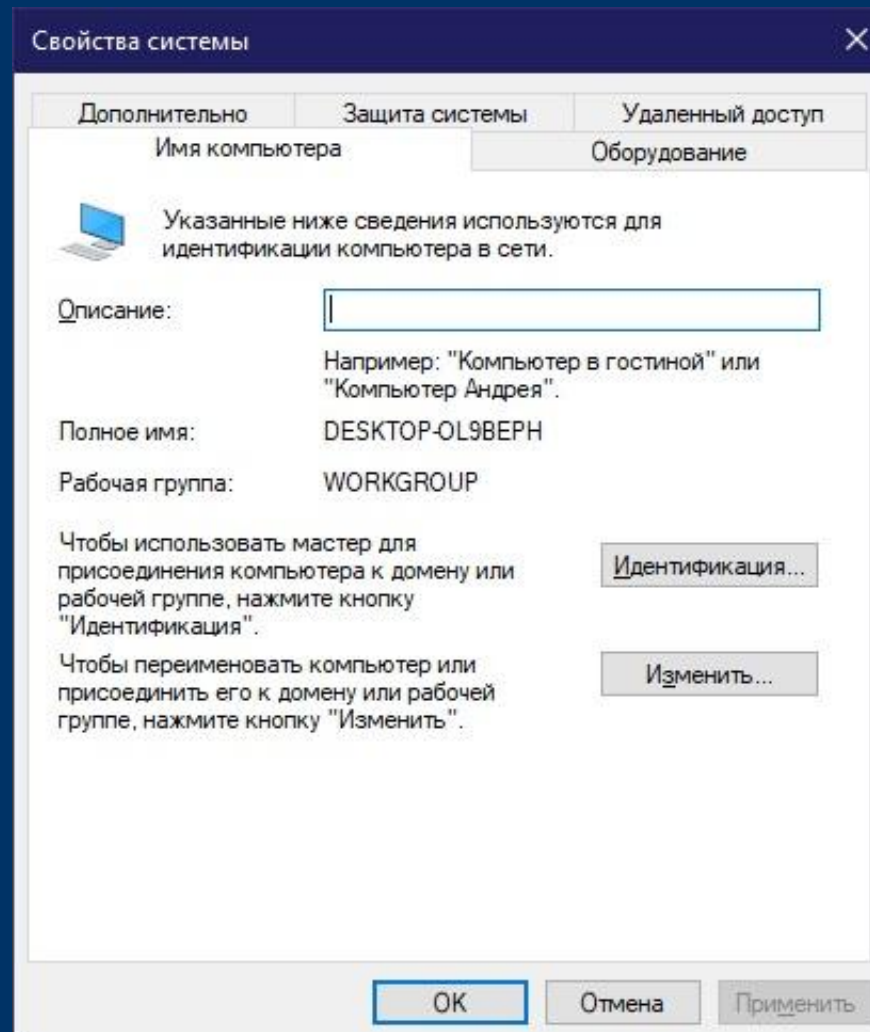 Свойства системы
Дополнительно
Защита системы
Удаленный доступ
Имя компьютера
Оборудование
Указанные ниже сведения используются для
идентификации компьютера в сети.
Описание:
Например: "Компьютер в гостиной" или
"Компьютер Андрея".
Полное имя:
DESKTOP-OL9BEPH
Рабочая группа:
WORKGROUP
Чтобы использовать мастер для
присоединения компьютера к домену или
рабочей группе, нажмите кнопку
"Идентификация".
Идентификация...
Чтобы переименовать компьютер или
присоединить его к домену или рабочей
группе, нажмите кнопку "Изменить".
Изменить...
ОК
Отмена
Применить